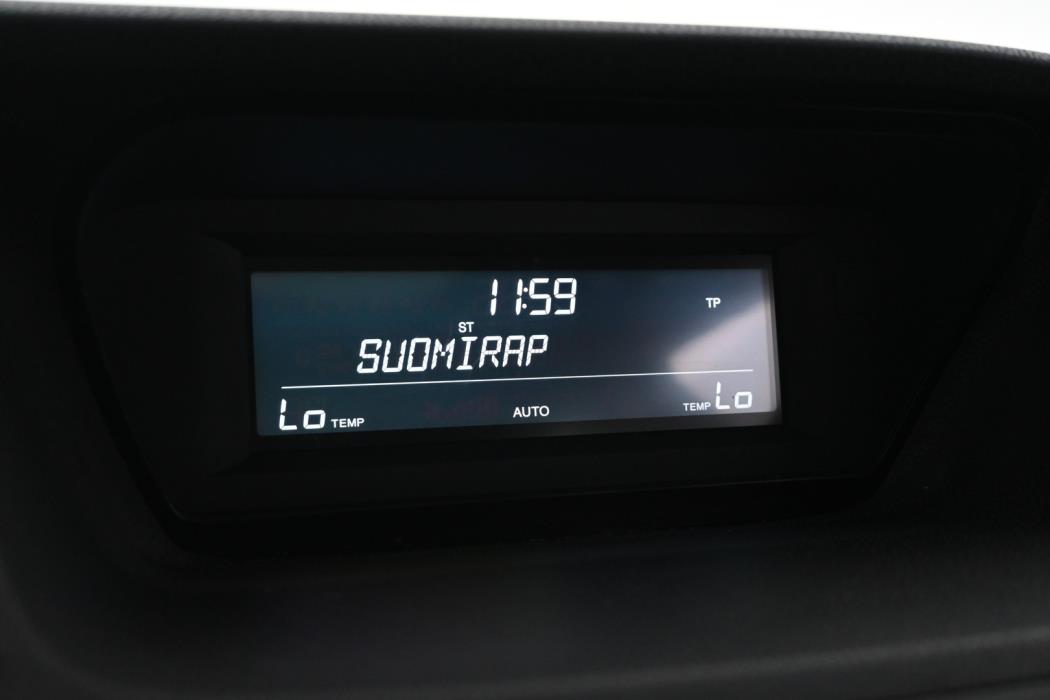 11:59
TP
ST
SUOMIRAP
Lo TEMP AUTO TEMP Lo